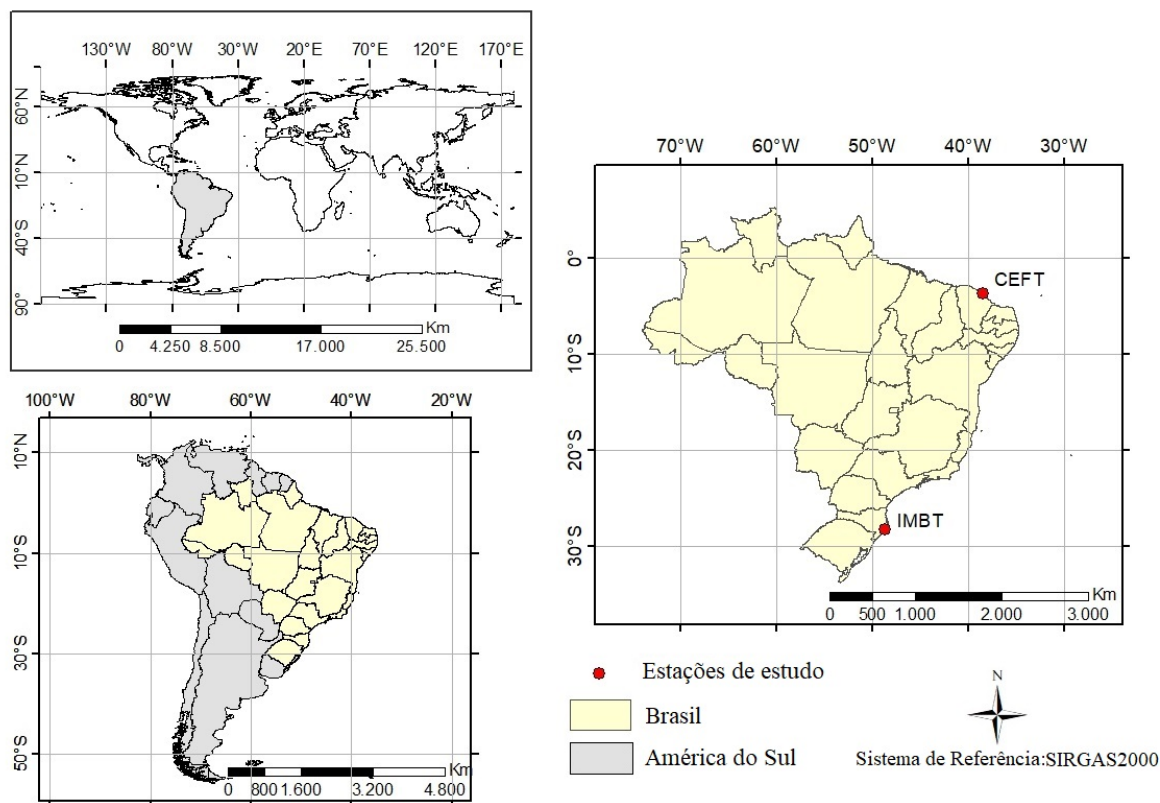 130°W 80°W 30°W 20°E 70°E 120°E 170°E
60°N
10°N
40°S
90°
Km
0 4.250 8.500 17.000 25.500
100°W 80°W 60°W 40°W 20°W
10°N
10°S
30°S
50°S
Km
0 800 1.600 3.200 4.800
70°W 60°W 50°W 40°W 30°W
0°
10°S
20°S
30°S
CEFT
IMBT
Km
0 500 1.000 2.000 3.000
Estações de estudo
Brasil
América do Sul
N
Sistema de Referência:SIRGAS2000